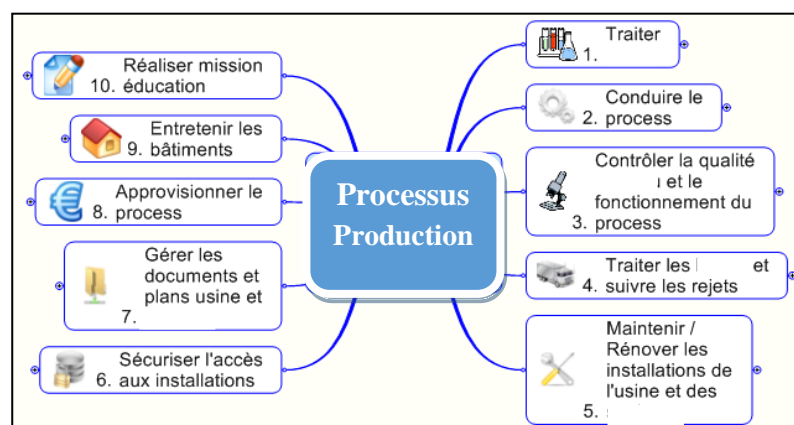 Processus
Production
Traiter
1.
Conduire le
2. process
Contrôler la qualité
et le
fonctionnement du
3. process
Traiter les et
4. suivre les rejets
Maintenir /
Rénover les
installations de
l'usine et des
5.
Sécuriser l'accès
6. aux installations
Gérer les
documents et
plans usine et
7.
Approvisionner le
8. process
Entretenir les
9. bâtiments
Réaliser mission
10. éducation